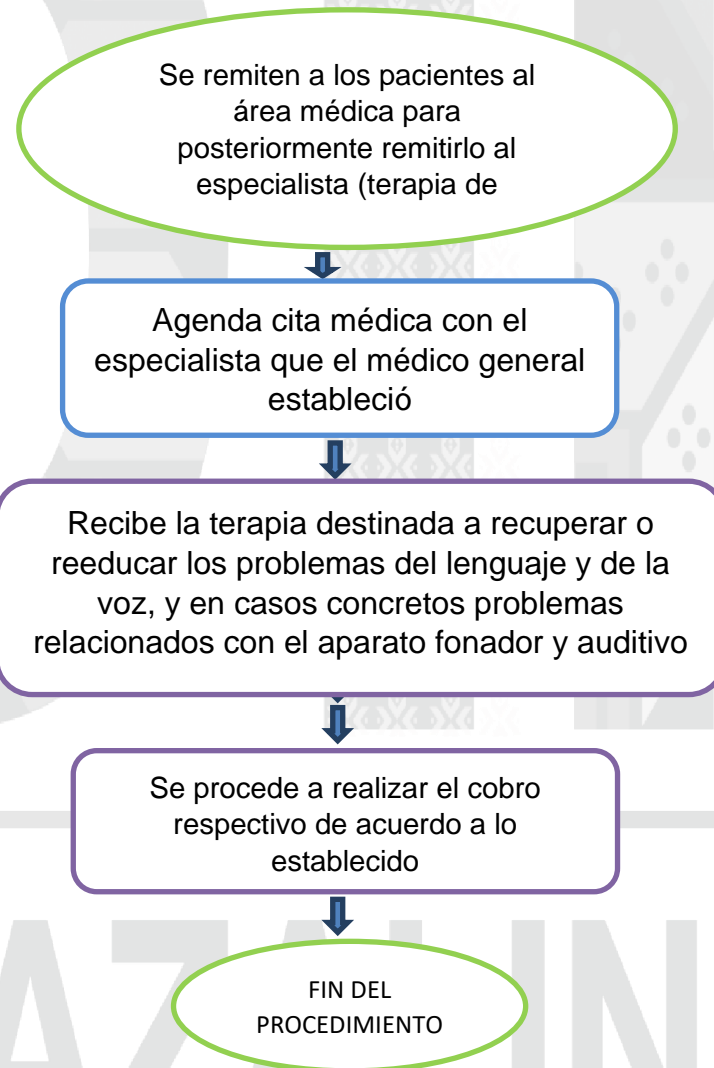 Se remiten a los pacientes al
área médica para
posteriormente remitirlo al
especialista (terapia de
Agenda cita médica con el
especialista que el médico general
estableció
Recibe la terapia destinada a recuperar o
reeducar los problemas del lenguaje y de la
voz, y en casos concretos problemas
relacionados con el aparato fonador y auditivo
Se procede a realizar el cobro
respectivo de acuerdo a lo
establecido
FIN DEL
PROCEDIMIENTO